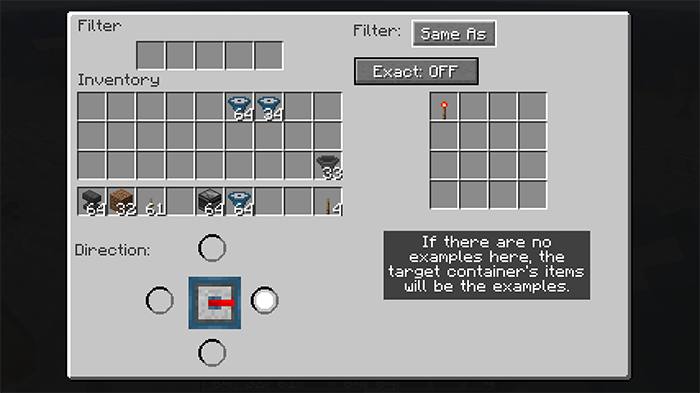 Filter
Filter: Same As
Exact: OFF
Inventory
64 34
33
64 32 61 64 64 4
Direction:
If there are no
examples here, the
target container's items
will be the examples.